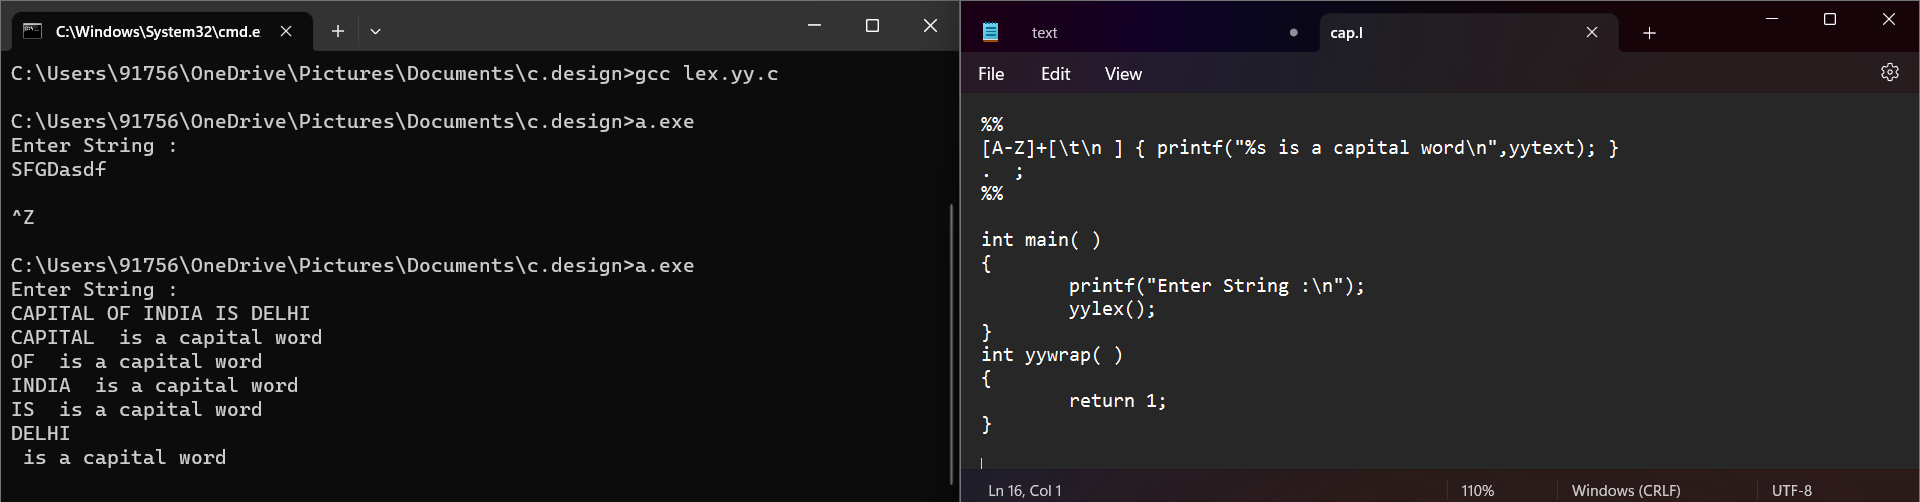 C:\Windows\System32\cmd.e
C:\Users\91756\OneDrive\Pictures\Documents\c.design>gcc lex.yy.c
C:\Users\91756\OneDrive\Pictures\Documents\c.design>a.exe
Enter String :
SFGDasdf
^Z
C:\Users\91756\OneDrive\Pictures\Documents\c.design>a.exe
Enter String :
CAPITAL OF INDIA IS DELHI
CAPITAL  is a capital word
OF  is a capital word
INDIA  is a capital word
IS  is a capital word
DELHI
 is a capital word
text
cap.l
File Edit View
%%
[A-Z]+[\t\n ] { printf("%s is a capital word\n",yytext); }
.  ;
%%
int main( )
{
        printf("Enter String :\n");
        yylex();
}
int yywrap( )
{
        return 1;
}
Ln 16, Col 1 110% Windows (CRLF) UTF-8